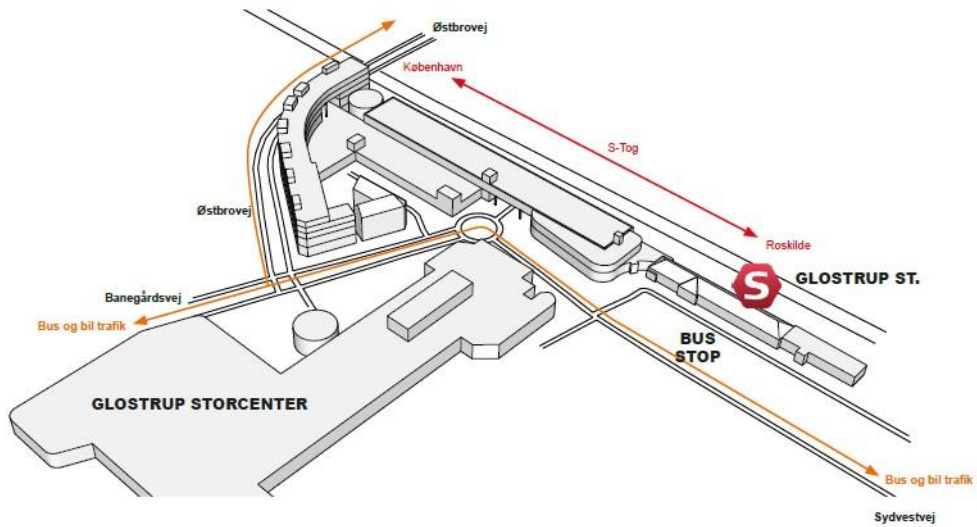 Østbrovej
København
S-Tog
Østbrovej
Roskilde
S
GLOSTRUP ST.
Banegårdsvej
Bus og bil trafik
BUS
STOP
GLOSTRUP STORCENTER
Bus og bil trafik
Sydvestvej